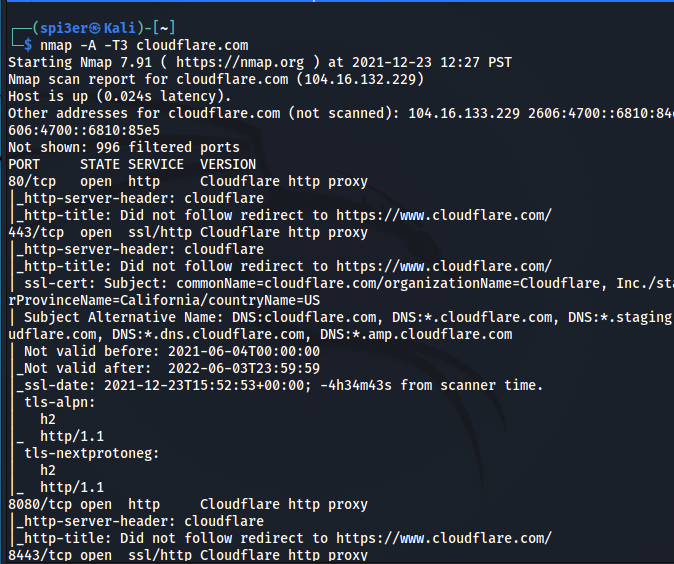 ┌──(spi3er㉿Kali)-[~]
└─$ nmap -A -T3 cloudflare.com
Starting Nmap 7.91 ( https://nmap.org ) at 2021-12-23 12:27 PST
Nmap scan report for cloudflare.com (104.16.132.229)
Host is up (0.024s latency).
Other addresses for cloudflare.com (not scanned): 104.16.133.229 2606:4700::6810:84e
606:4700::6810:85e5
Not shown: 996 filtered ports
PORT     STATE SERVICE  VERSION
80/tcp   open  http     Cloudflare http proxy
|_http-server-header: cloudflare
|_http-title: Did not follow redirect to https://www.cloudflare.com/
443/tcp  open  ssl/http Cloudflare http proxy
|_http-server-header: cloudflare
|_http-title: Did not follow redirect to https://www.cloudflare.com/
| ssl-cert: Subject: commonName=cloudflare.com/organizationName=Cloudflare, Inc./sta
rProvinceName=California/countryName=US
| Subject Alternative Name: DNS:cloudflare.com, DNS:*.cloudflare.com, DNS:*.staging
udflare.com, DNS:*.dns.cloudflare.com, DNS:*.amp.cloudflare.com
| Not valid before: 2021-06-04T00:00:00
|_Not valid after:  2022-06-03T23:59:59
|_ssl-date: 2021-12-23T15:52:53+00:00; -4h34m43s from scanner time.
| tls-alpn:
|   h2
|_  http/1.1
| tls-nextprotoneg:
|   h2
|_  http/1.1
8080/tcp open  http     Cloudflare http proxy
|_http-server-header: cloudflare
|_http-title: Did not follow redirect to https://www.cloudflare.com/
8443/tcp open  ssl/http Cloudflare http proxy